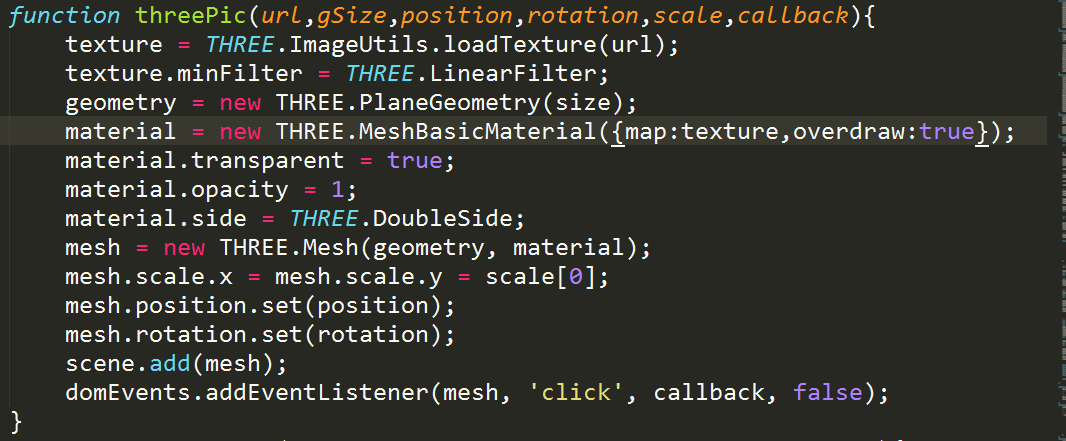 function threePic(url,gSize,position,rotation,scale,callback){
    texture = THREE.ImageUtils.loadTexture(url);
    texture.minFilter = THREE.LinearFilter;
    geometry = new THREE.PlaneGeometry(size);
    material = new THREE.MeshBasicMaterial({map:texture,overdraw:true});
    material.transparent = true;
    material.opacity = 1;
    material.side = THREE.DoubleSide;
    mesh = new THREE.Mesh(geometry, material);
    mesh.scale.x = mesh.scale.y = scale[0];
    mesh.position.set(position);
    mesh.rotation.set(rotation);
    scene.add(mesh);
    domEvents.addEventListener(mesh, 'click', callback, false);
}